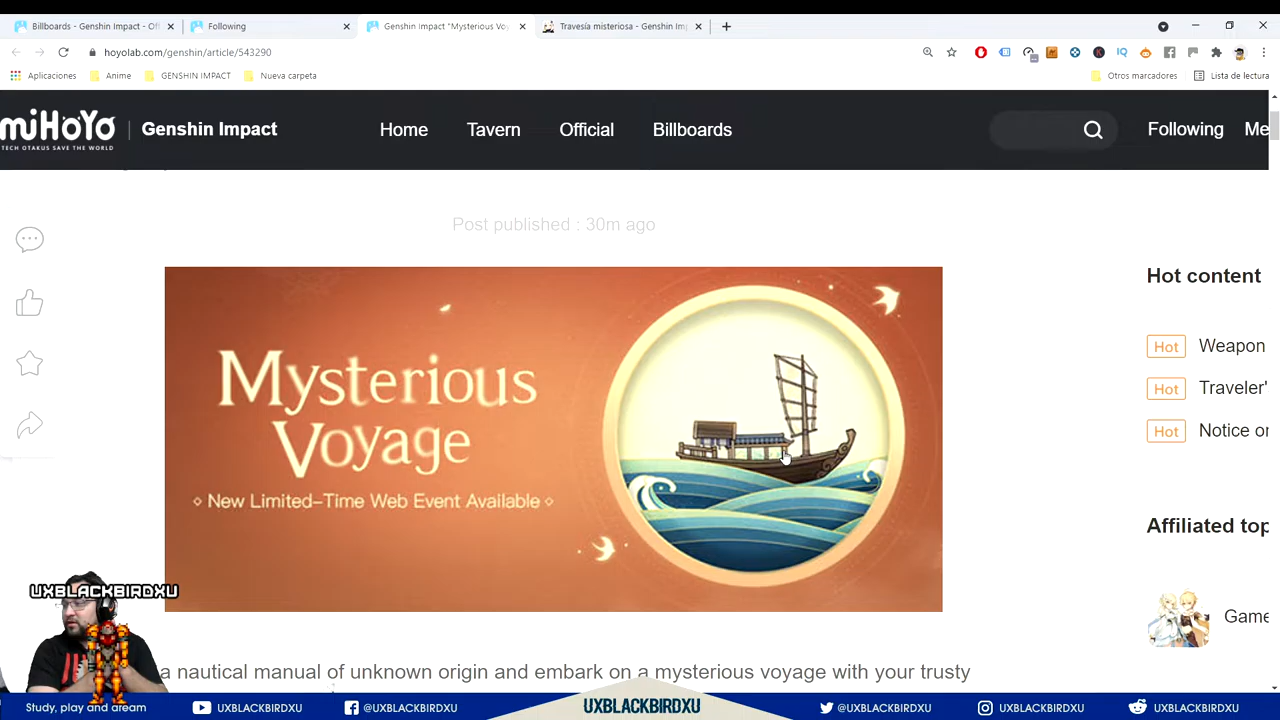 Billboards - Genshin Impact - Of
Following
Genshin Impact "Mysterious Vo
Travesía misteriosa - Genshin Im
hoyolab.com/genshin/article/543290
Aplicaciones
Anime
GENSHIN IMPACT
Nueva carpeta
Otros marcadores
Lista de lectura
miHoYo
TECH OTAKUS SAVE THE WORLD
Genshin Impact
Home
Tavern
Official
Billboards
Following
Me
Post published : 30m ago
Mysterious
Voyage
New Limited-Time Web Event Available
Hot content
Hot Weapon
Hot Traveler'
Hot Notice or
Affiliated top
Game
UXBLACKBIRDXU
a nautical manual of unknown origin and embark on a mysterious voyage with your trusty
Study, play and dream
UXBLACKBIRDXU
@UXBLACKBIRDXU
UXBLACKBIRDXU
@UXBLACKBIRDXU
UXBLACKBIRDXU
UXBLACKBIRDXU